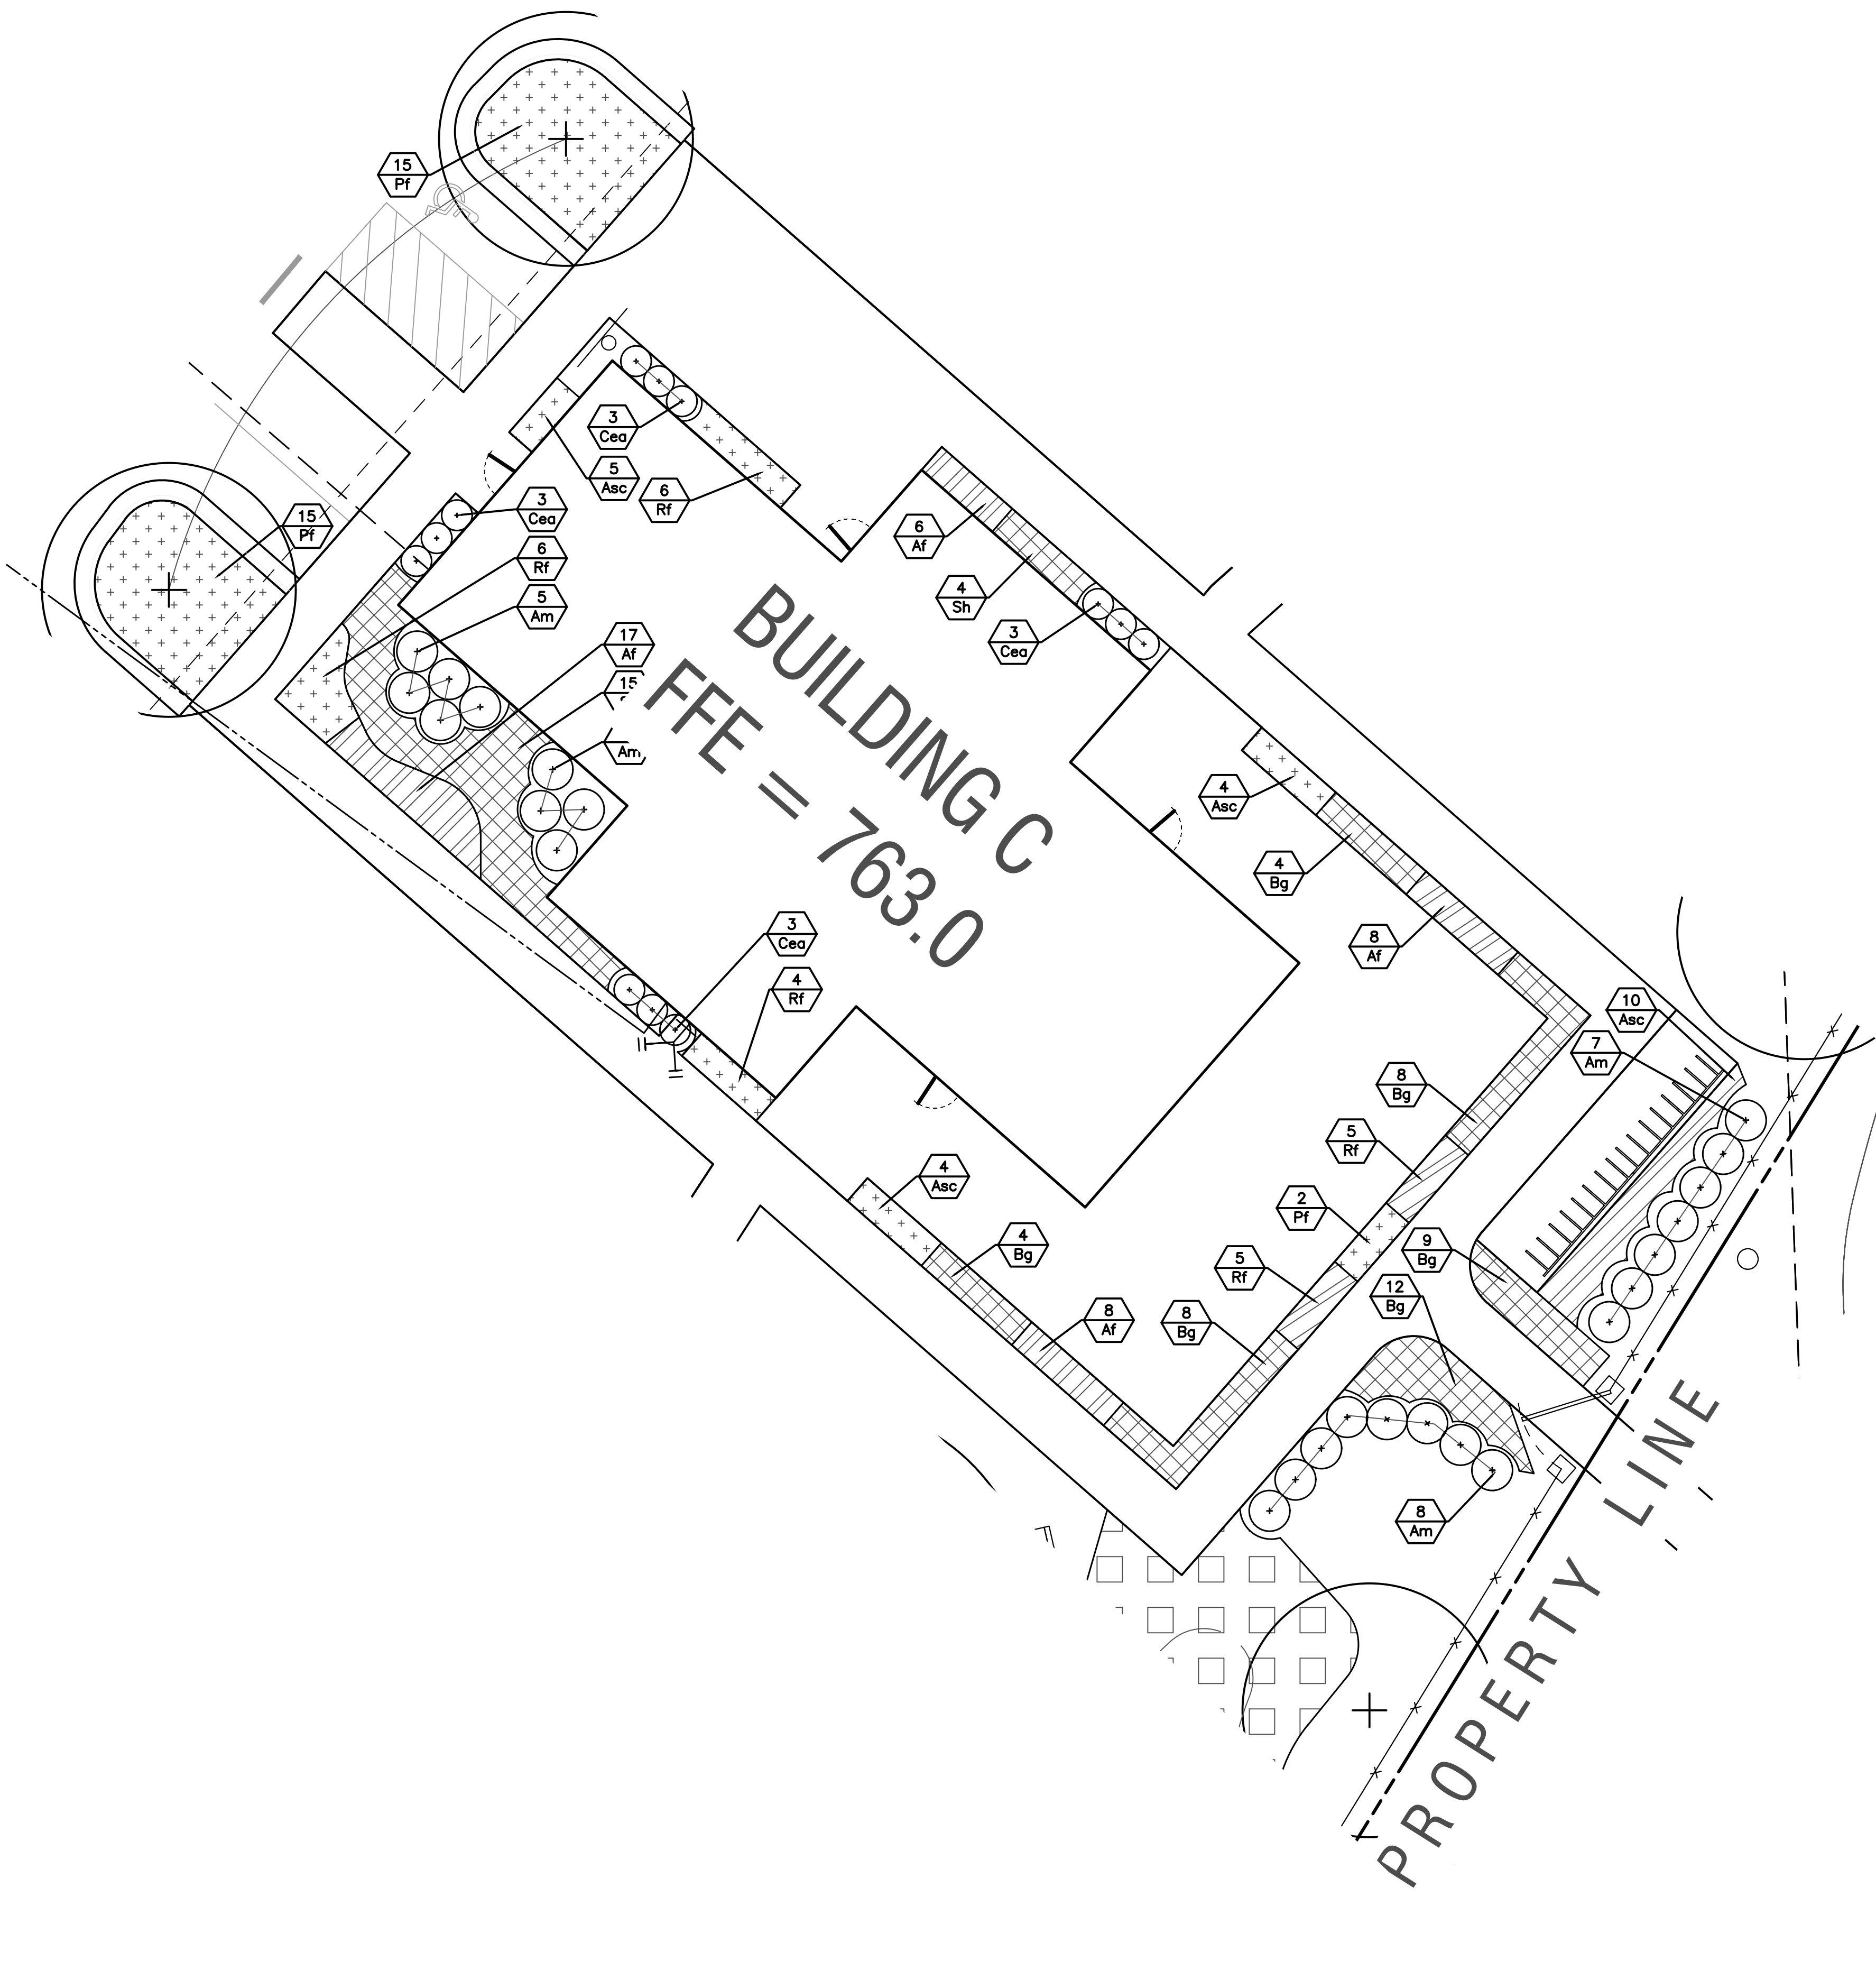 15
Pf
3
Cea
5
Asc
6
Rf
15
Pf
3
Cea
6
Rf
5
Am
17
Af
15
Am
6
Af
4
Sh
3
Cea
BUILDING C
FFE = 763.0
4
Asc
4
Bg
8
Af
3
Cea
4
Rf
10
Asc
7
Am
8
Bg
5
Rf
2
Pf
9
Bg
4
Asc
4
Bg
5
Rf
12
Bg
8
Af
8
Bg
8
Am
PROPERTY LINE